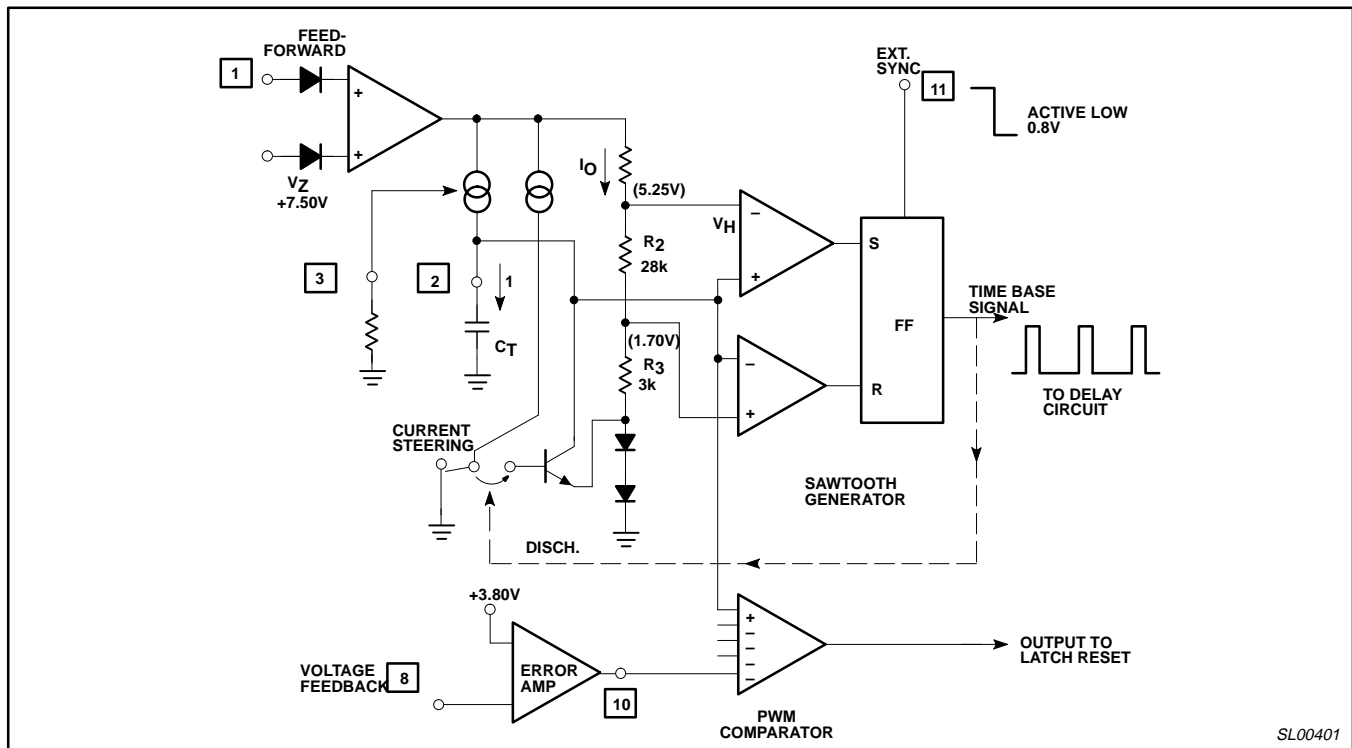 FEED-
FORWARD
1
+
+
VZ
+7.50V
3
2
1
CT
IO
(5.25V)
R2
28k
(1.70V)
R3
3k
VH
−
+
−
+
EXT.
SYNC
11
ACTIVE LOW
0.8V
S
FF
R
TIME BASE
SIGNAL
TO DELAY
CIRCUIT
CURRENT
STEERING
SAWTOOTH
GENERATOR
DISCH.
+3.80V
VOLTAGE
FEEDBACK
8
ERROR
AMP
10
+
−
−
−
−
PWM
COMPARATOR
OUTPUT TO
LATCH RESET
SL00401